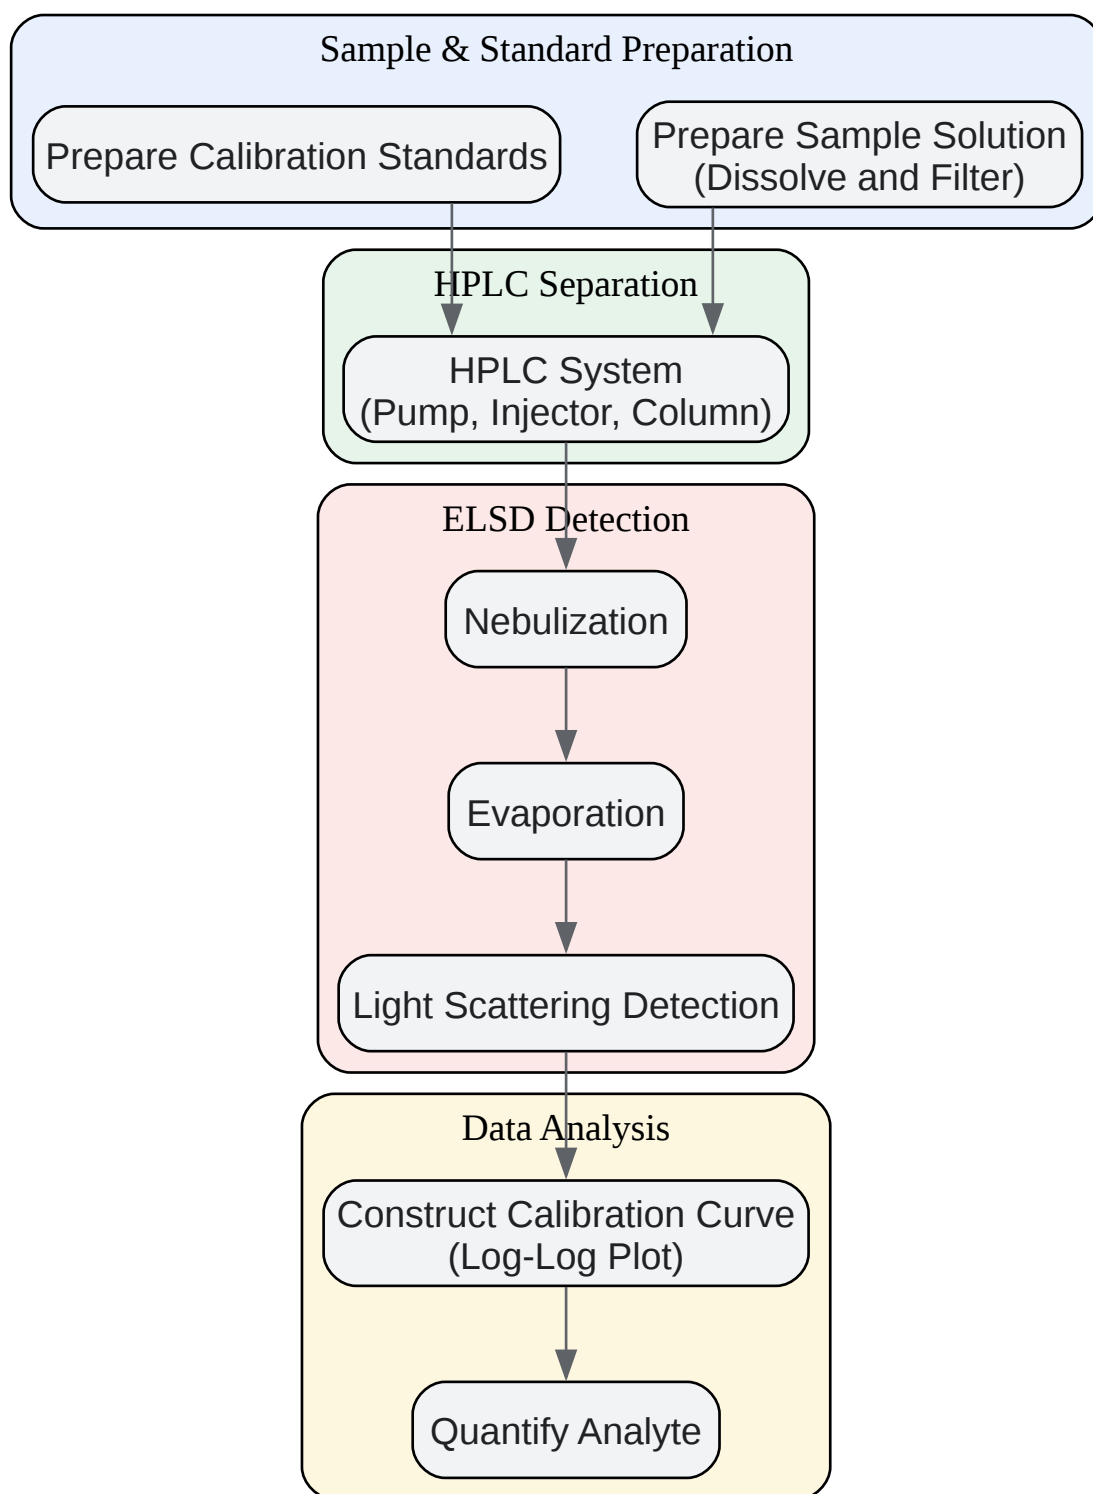 Sample & Standard Preparation
Prepare Calibration Standards
Prepare Sample Solution
(Dissolve and Filter)
HPLC Separation
HPLC System
(Pump, Injector, Column)
ELSD Detection
Nebulization
Evaporation
Light Scattering Detection
Data Analysis
Construct Calibration Curve
(Log-Log Plot)
Quantify Analyte